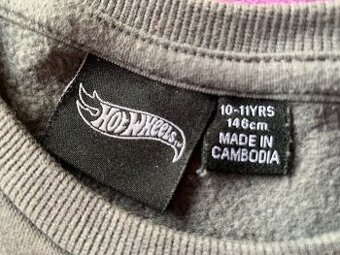 HOT WHEELS
10-11YRS
146cm
MADE IN
CAMBODIA